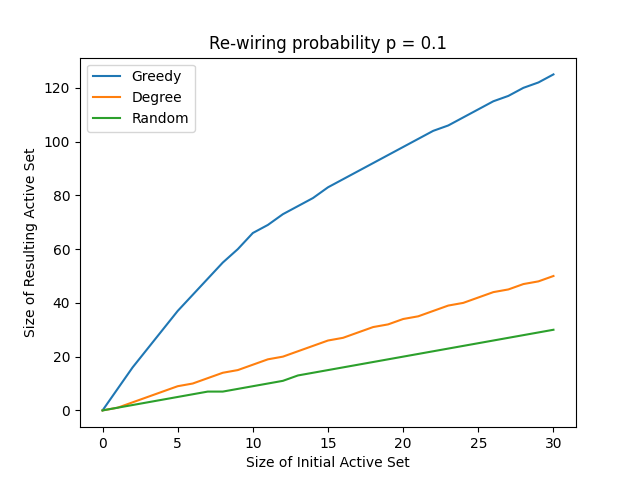 Re-wiring probability p = 0.1
Greedy
Degree
Random
Size of Resulting Active Set
120
100
80
60
40
20
0
0 5 10 15 20 25 30
Size of Initial Active Set